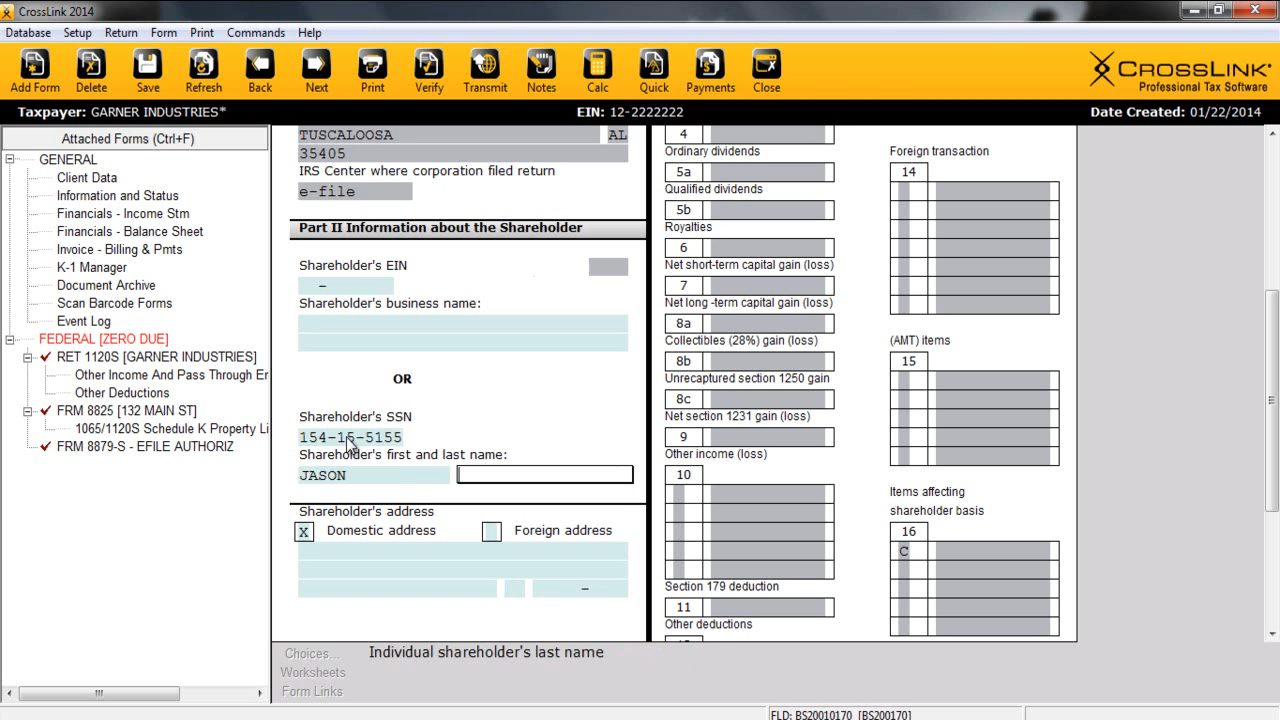 CrossLink 2014
Database Setup Return Form Print Commands Help
Add Form Delete Save Refresh Back Next Print Verify Transmit Notes Calc Quick Payments Close
CROSSLINK
Professional Tax Software
Taxpayer: GARNER INDUSTRIES* EIN: 12-2222222 Date Created: 01/22/2014
Attached Forms (Ctrl+F)
GENERAL
Client Data
Information and Status
Financials - Income Stm
Financials - Balance Sheet
Invoice - Billing & Pmts
K-1 Manager
Document Archive
Scan Barcode Forms
Event Log
FEDERAL [ZERO DUE]
RET 1120S [GARNER INDUSTRIES]
Other Income And Pass Through En
Other Deductions
FRM 8825 [132 MAIN ST]
1065/1120S Schedule K Property Li
FRM 8879-S - EFILE AUTHORIZ
TUSCALOOSA AL
35405
IRS Center where corporation filed return
e-file
Part II Information about the Shareholder
Shareholder's EIN
–
Shareholder's business name:
OR
Shareholder's SSN
154-15-5155
Shareholder's first and last name:
JASON
Shareholder's address
X Domestic address Foreign address
–
4
Ordinary dividends
5a
Qualified dividends
5b
Royalties
6
Net short-term capital gain (loss)
7
Net long -term capital gain (loss)
8a
Collectibles (28%) gain (loss)
8b
Unrecaptured section 1250 gain
8c
Net section 1231 gain (loss)
9
Other income (loss)
10
Section 179 deduction
11
Other deductions
Foreign transaction
14
(AMT) items
15
Items affecting
shareholder basis
16
C
Choices... Individual shareholder's last name
Worksheets
Form Links
FLD: BS20010170 [BS200170]